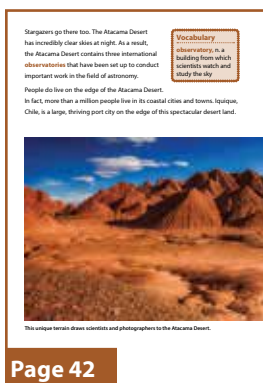 Stargazers go there too. The Atacama Desert
has incredibly clear skies at night. As a result,
the Atacama Desert contains three international
observatories that have been set up to conduct
important work in the field of astronomy.
People do live on the edge of the Atacama Desert.
In fact, more than a million people live in its coastal cities and towns. Iquique,
Chile, is a large, thriving port city on the edge of this spectacular desert land.
Vocabulary
observatory, n. a
building from which
scientists watch and
study the sky
This unique terrain draws scientists and photographers to the Atacama Desert.
Page 42